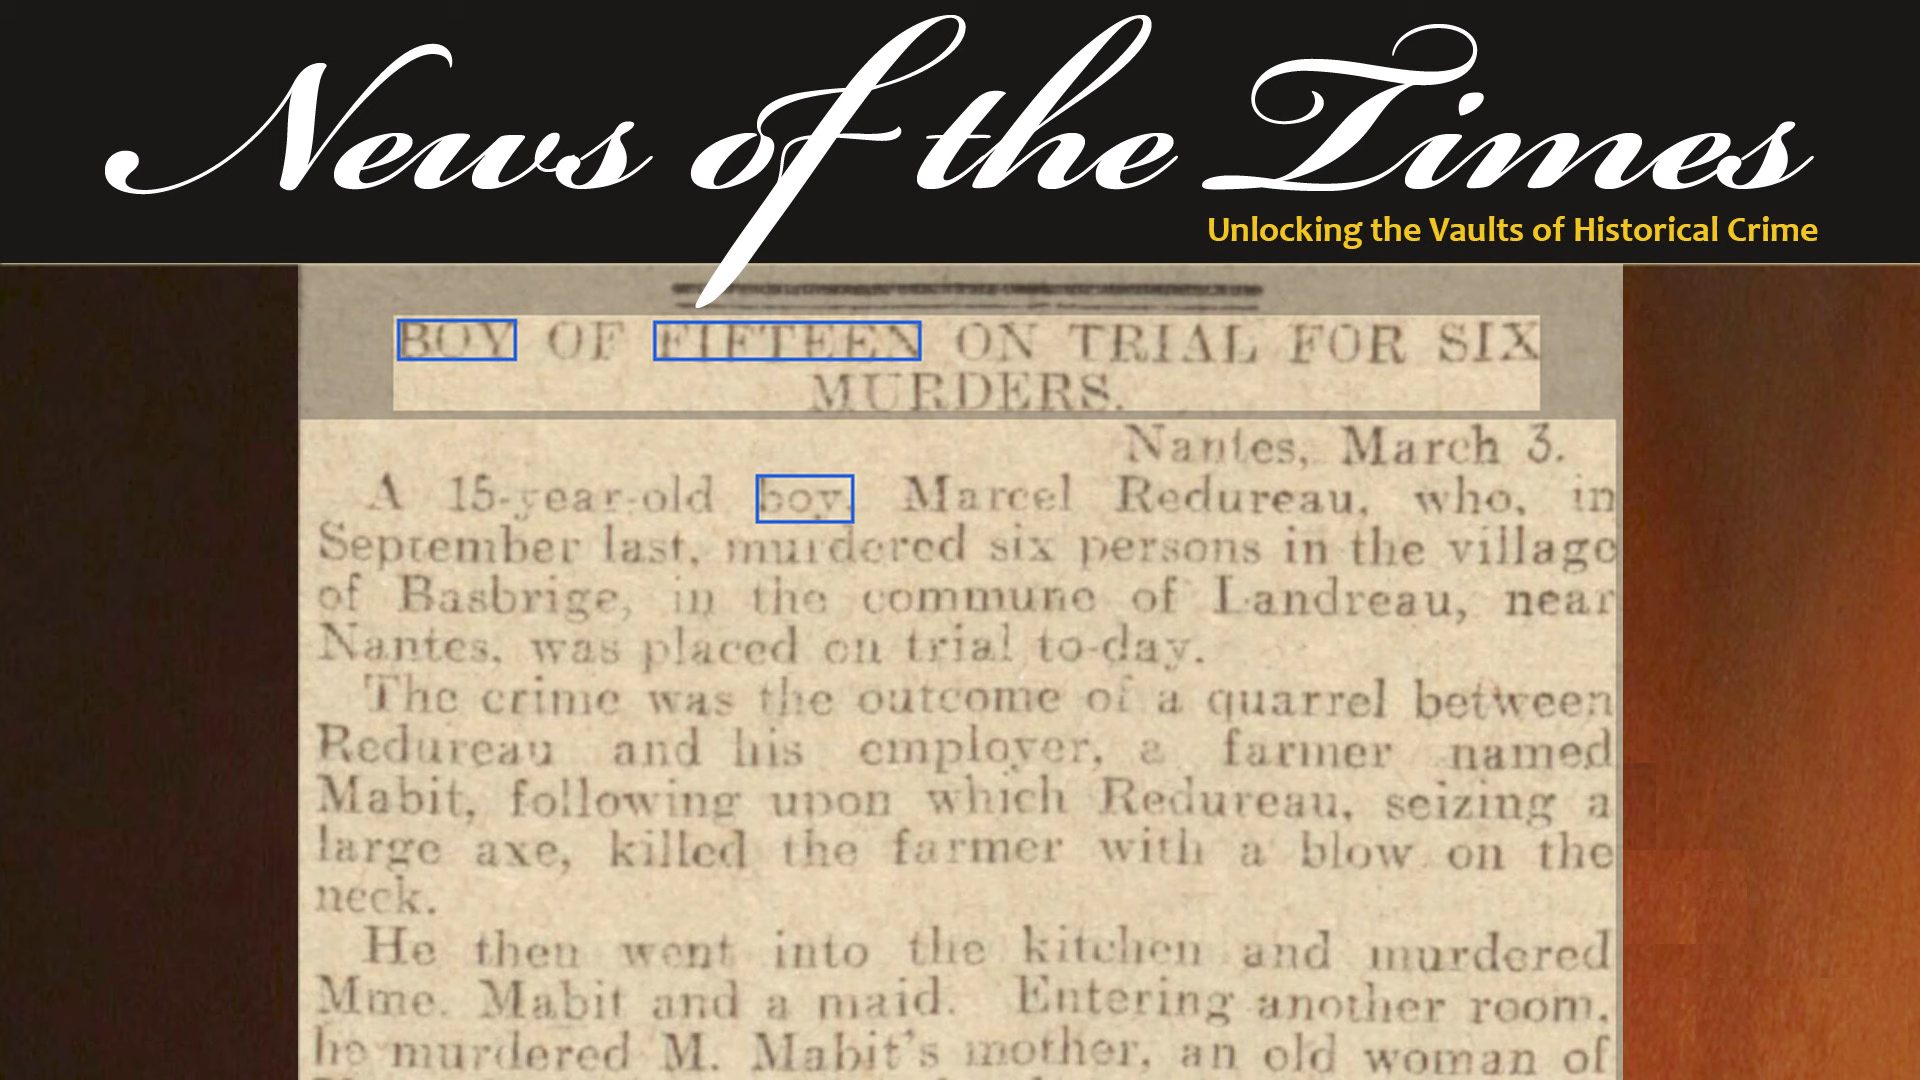 News of the Times
Unlocking the Vaults of Historical Crime
BOY OF FIFTEEN ON TRIAL FOR SIX
MURDERS.
Nantes, March 3.
A 15-year-old boy, Marcel Redureau, who, in
September last, murdered six persons in the village
of Basbrige, in the commune of Landreau, near
Nantes, was placed on trial to-day.
The crime was the outcome of a quarrel between
Redureau and his employer, a farmer named
Mabit, following upon which Redureau, seizing a
large axe, killed the farmer with a blow on the
neck.
He then went into the kitchen and murdered
Mme. Mabit and a maid. Entering another room,
he murdered M. Mabit's mother, an old woman of